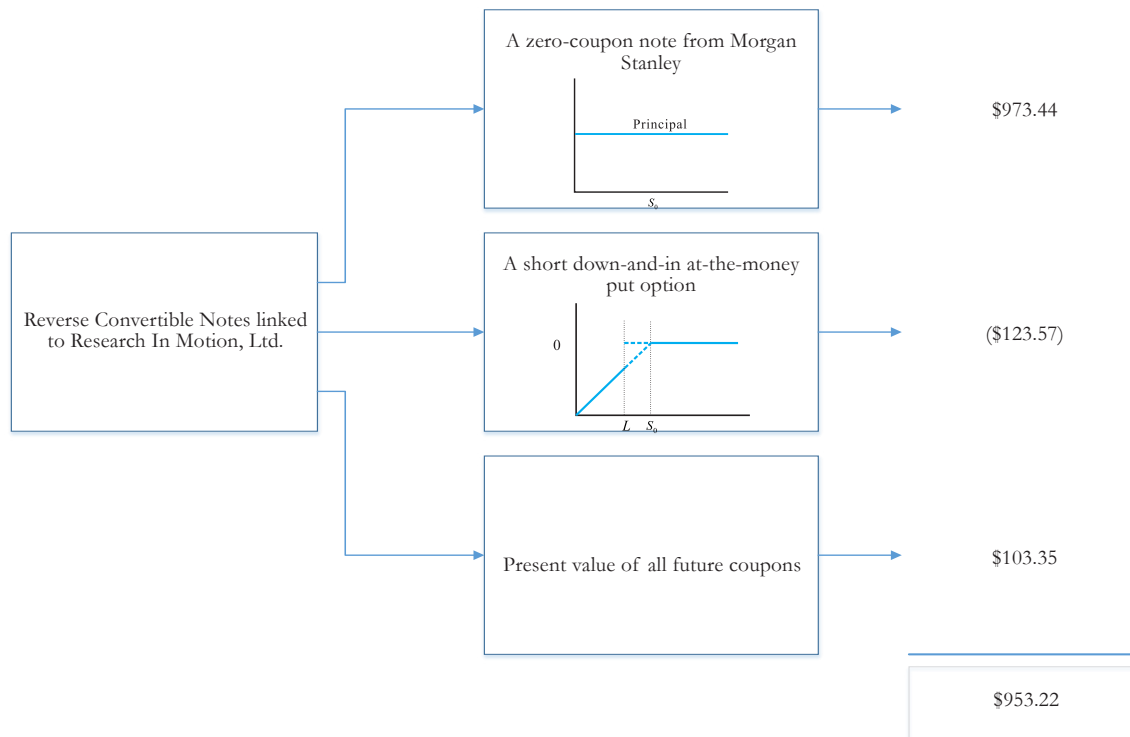 A zero-coupon note from Morgan
Stanley
Principal
S₀
$973.44
Reverse Convertible Notes linked
to Research In Motion, Ltd.
A short down-and-in at-the-money
put option
0
L S₀
($123.57)
Present value of all future coupons
$103.35
$953.22